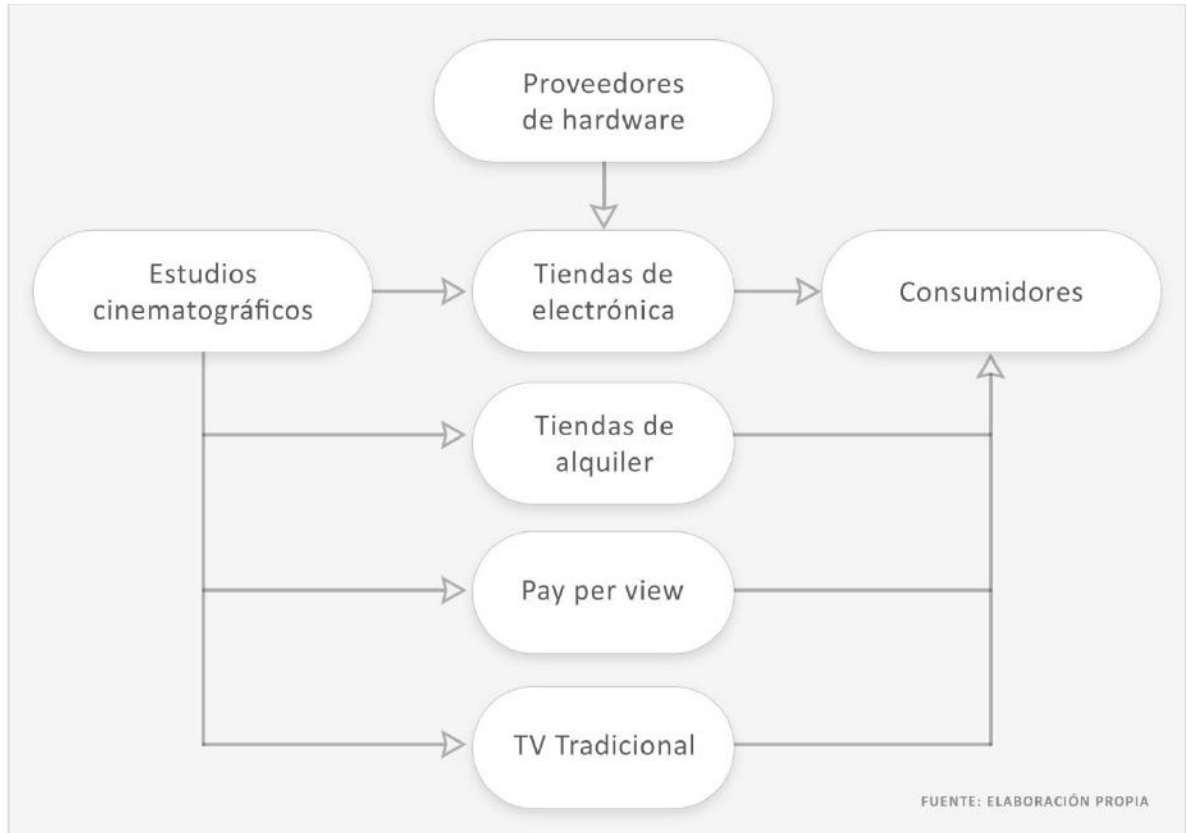 Proveedores
de hardware
Estudios
cinematográficos
Tiendas de
electrónica
Consumidores
Tiendas de
alquiler
Pay per view
TV Tradicional
FUENTE: ELABORACIÓN PROPIA